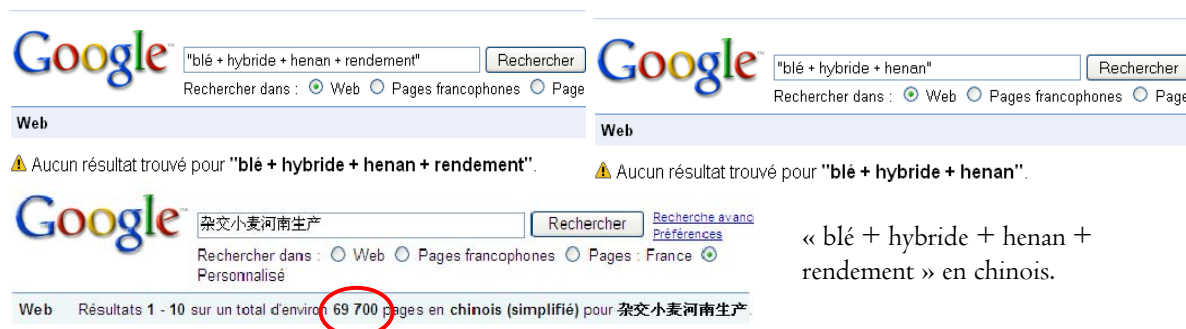 Google™ "blé + hybride + henan + rendement" Rechercher
Rechercher dans : Web Pages francophones Page
Web
Aucun résultat trouvé pour "blé + hybride + henan + rendement".
Google™ "blé + hybride + henan" Rechercher
Rechercher dans : Web Pages francophones Page
Web
Aucun résultat trouvé pour "blé + hybride + henan".
Google™ 杂交小麦河南生产 Rechercher Recherche avanc
Préférences
Rechercher dans : Web Pages francophones Pages : France
Personnalisé
Web Résultats 1 - 10 sur un total d'environ 69 700 pages en chinois (simplifié) pour 杂交小麦河南生产.
« blé + hybride + henan +
rendement » en chinois.